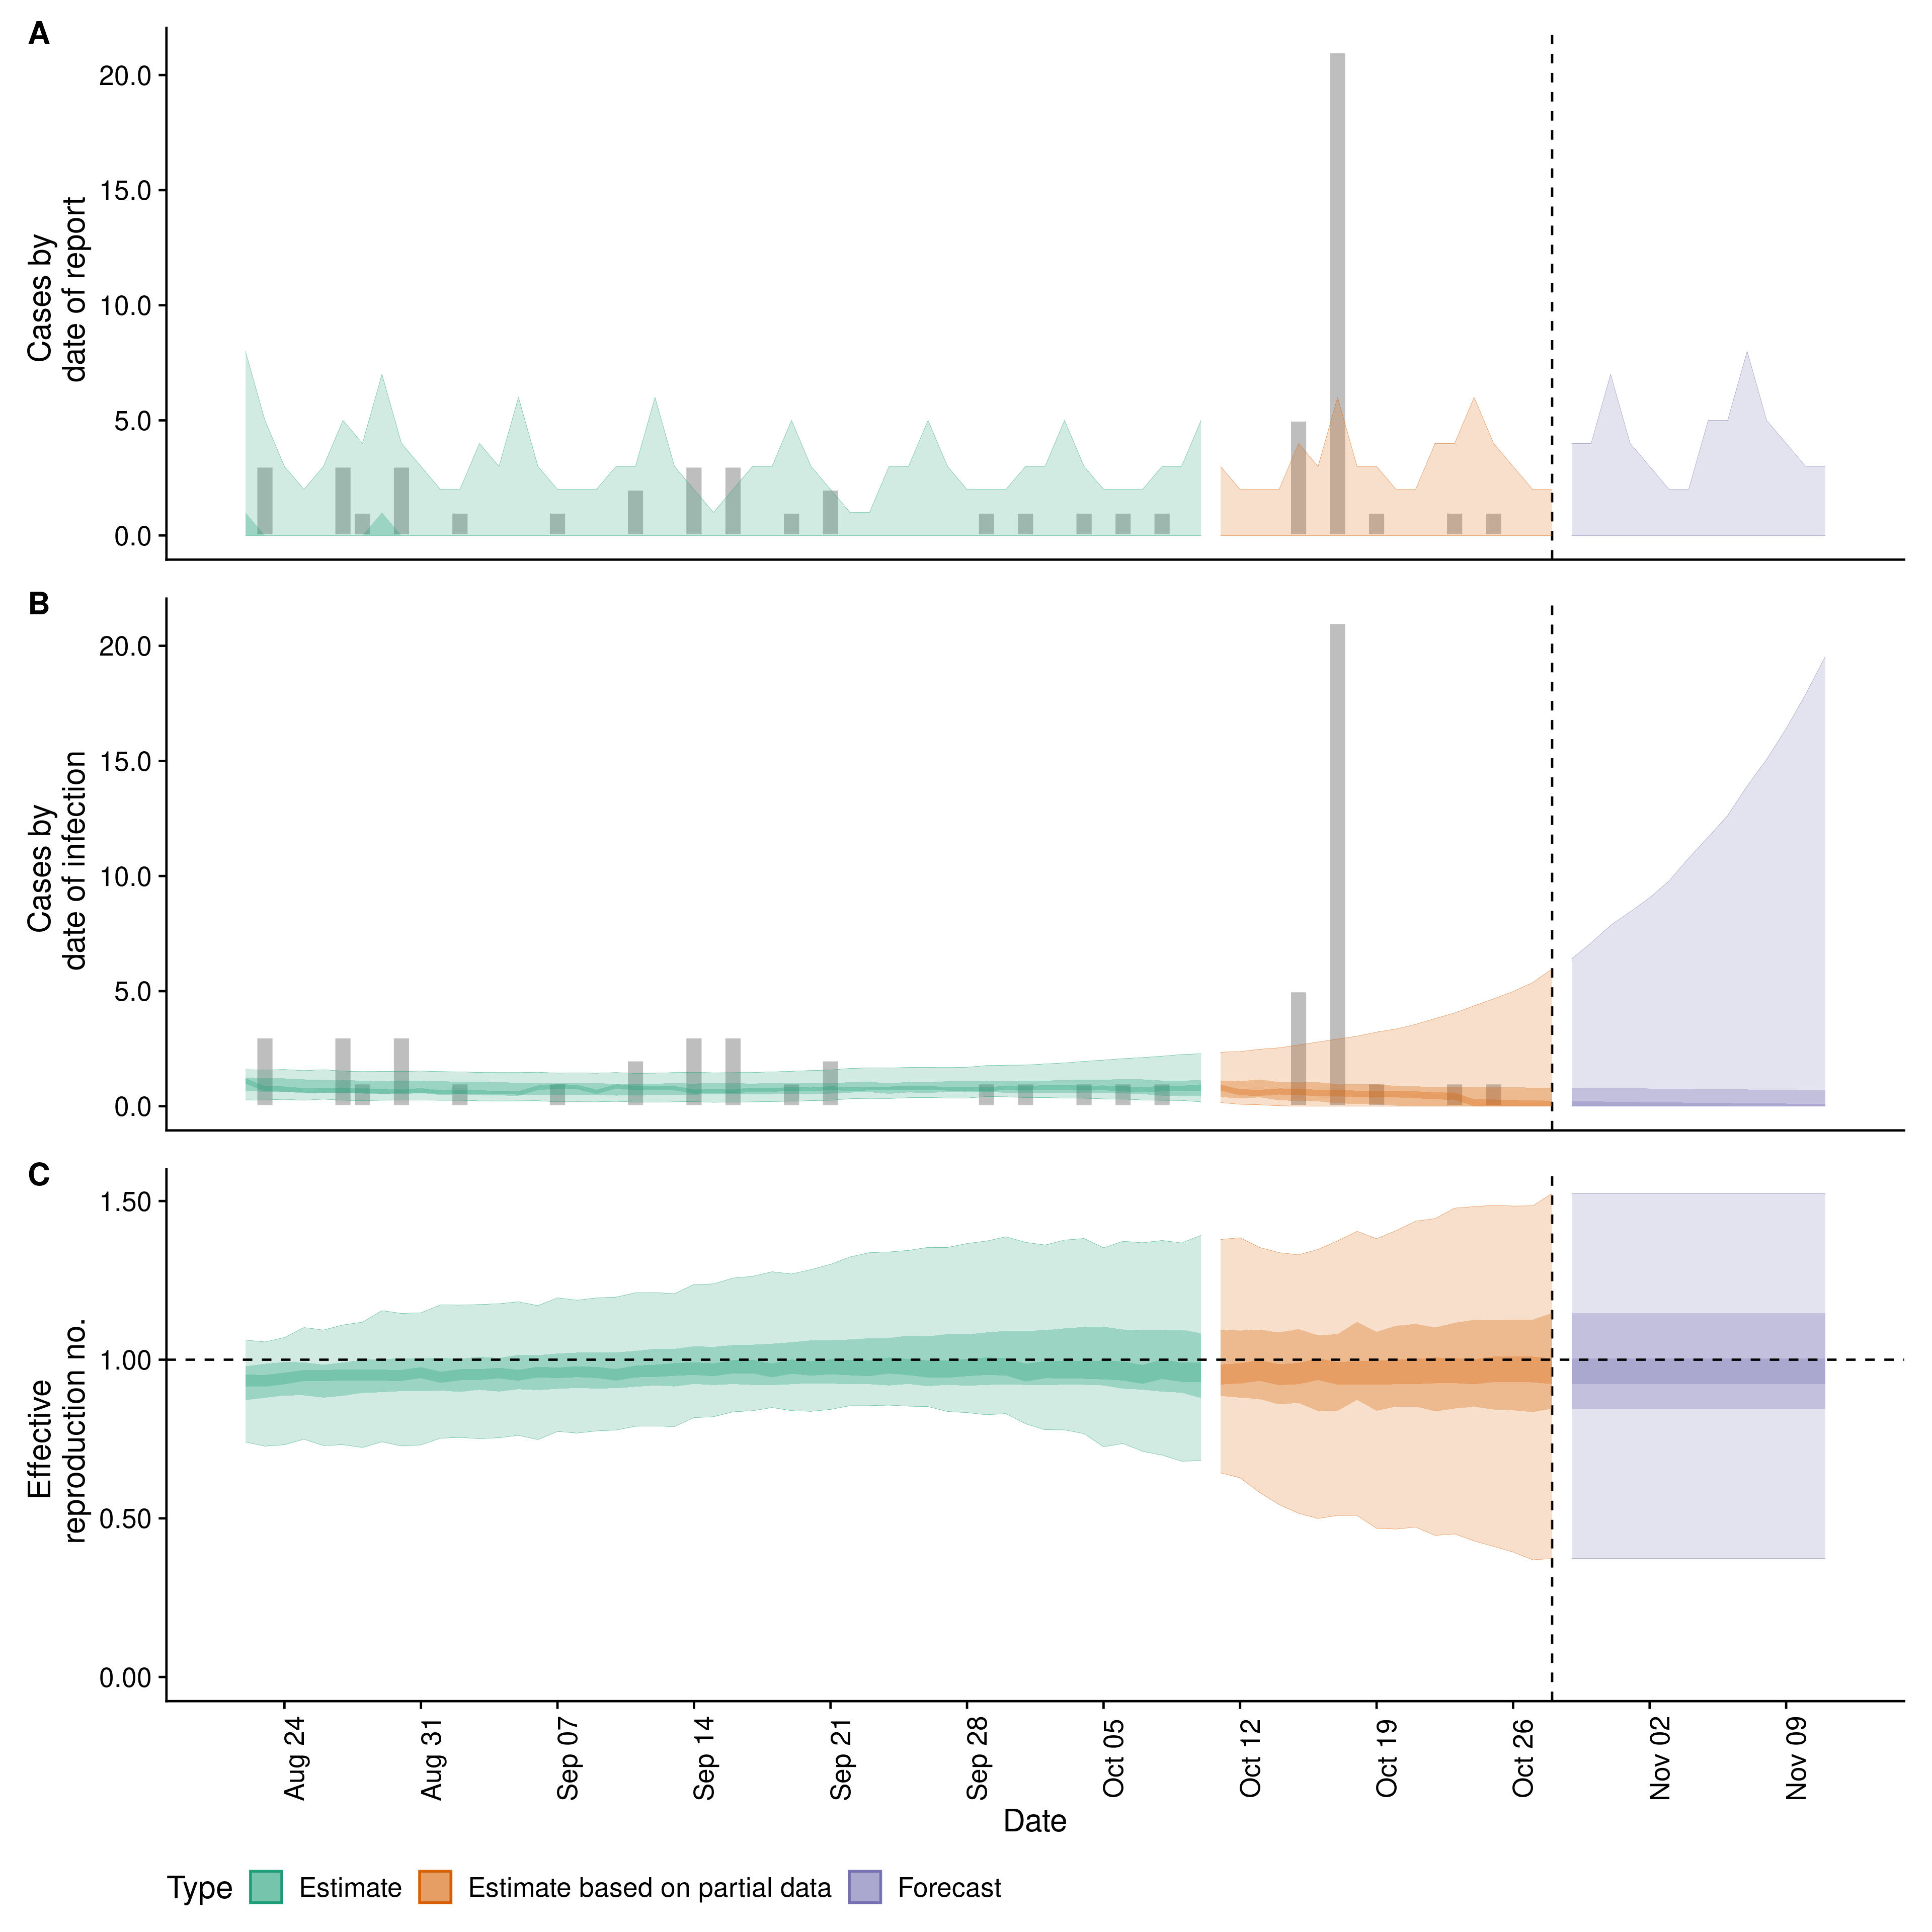 A
Cases by
date of report
20.0
15.0
10.0
5.0
0.0
B
Cases by
date of infection
20.0
15.0
10.0
5.0
0.0
C
Effective
reproduction no.
1.50
1.00
0.50
0.00
Aug 24
Aug 31
Sep 07
Sep 14
Sep 21
Sep 28
Oct 05
Oct 12
Oct 19
Oct 26
Nov 02
Nov 09
Date
Type Estimate Estimate based on partial data Forecast